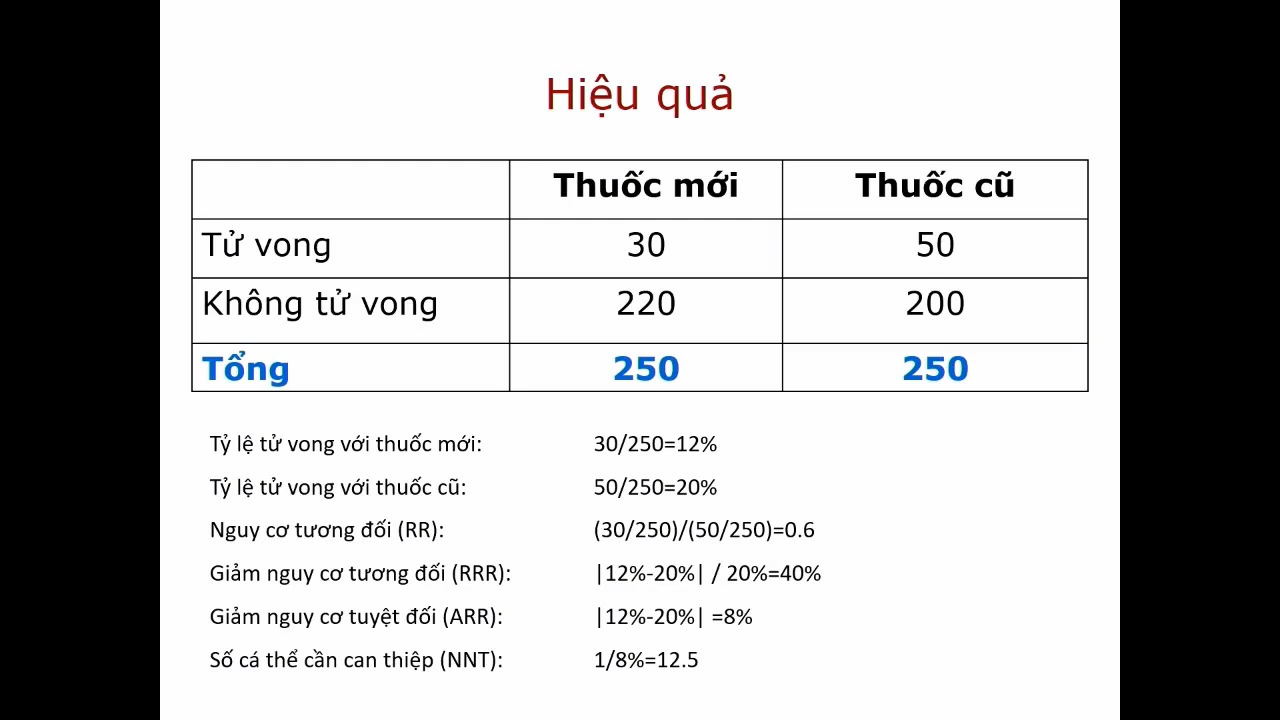 Hiệu quả
Thuốc mới Thuốc cũ
Tử vong 30 50
Không tử vong 220 200
Tổng 250 250
Tỷ lệ tử vong với thuốc mới: 30/250=12%
Tỷ lệ tử vong với thuốc cũ: 50/250=20%
Nguy cơ tương đối (RR): (30/250)/(50/250)=0.6
Giảm nguy cơ tương đối (RRR): |12%-20%| / 20%=40%
Giảm nguy cơ tuyệt đối (ARR): |12%-20%| =8%
Số cá thể cần can thiệp (NNT): 1/8%=12.5